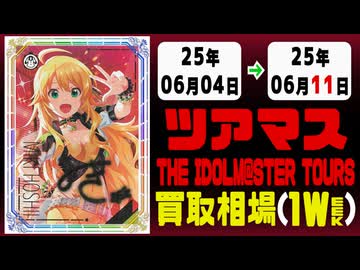 25年
06月04日
25年
06月11日
ツアマス
THE IDOLM@STER TOURS
買取相場(1WEEK)
MIKI HOSHII